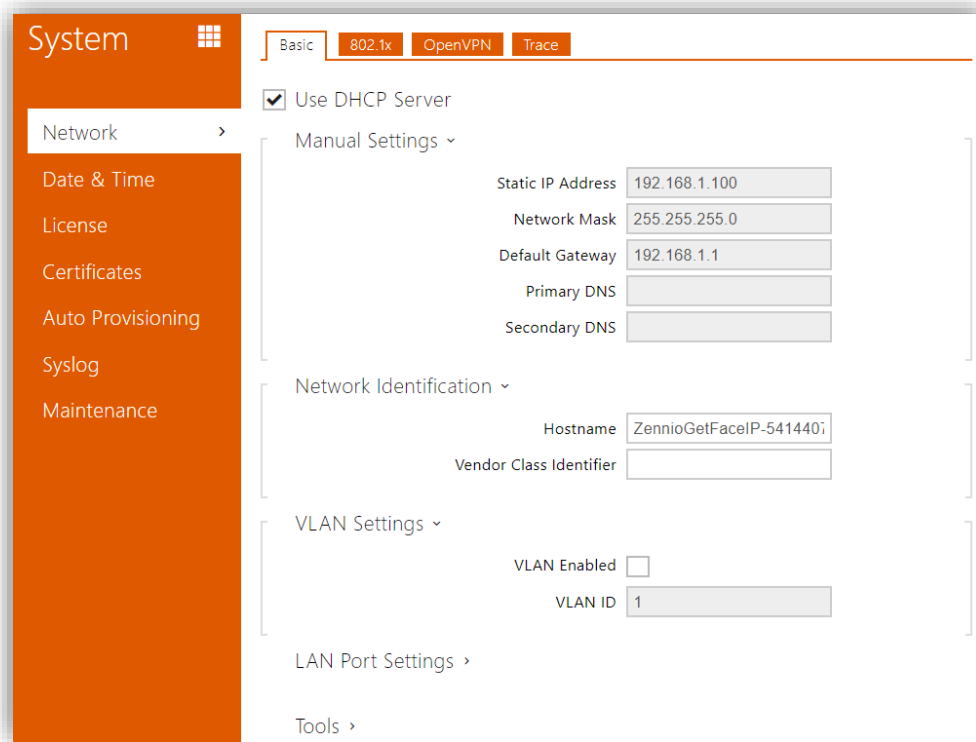 System
Basic 802.1x OpenVPN Trace
Use DHCP Server
Network
Manual Settings
Date & Time
Static IP Address 192.168.1.100
Network Mask 255.255.255.0
License
Default Gateway 192.168.1.1
Certificates
Primary DNS
Auto Provisioning
Secondary DNS
Syslog
Network Identification
Maintenance
Hostname ZennioGetFaceIP-5414407
Vendor Class Identifier
VLAN Settings
VLAN Enabled
VLAN ID 1
LAN Port Settings
Tools